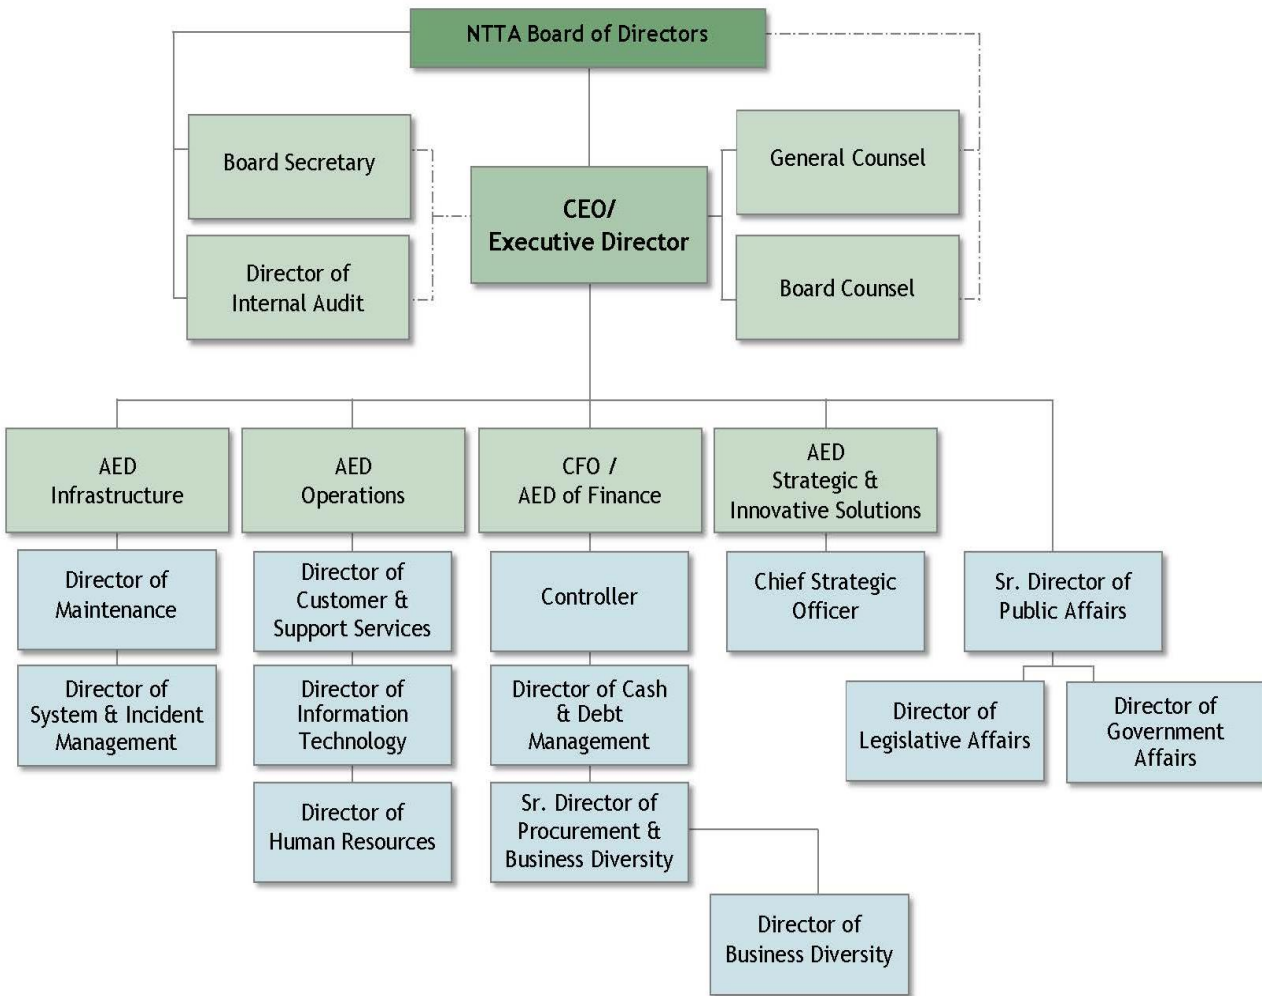 NTTA Board of Directors
Board Secretary
General Counsel
CEO/
Executive Director
Director of
Internal Audit
Board Counsel
AED
Infrastructure
AED
Operations
CFO /
AED of Finance
AED
Strategic &
Innovative Solutions
Director of
Maintenance
Director of
Customer &
Support Services
Controller
Chief Strategic
Officer
Sr. Director of
Public Affairs
Director of
System & Incident
Management
Director of
Information
Technology
Director of Cash
& Debt
Management
Director of
Legislative Affairs
Director of
Government
Affairs
Director of
Human Resources
Sr. Director of
Procurement &
Business Diversity
Director of
Business Diversity